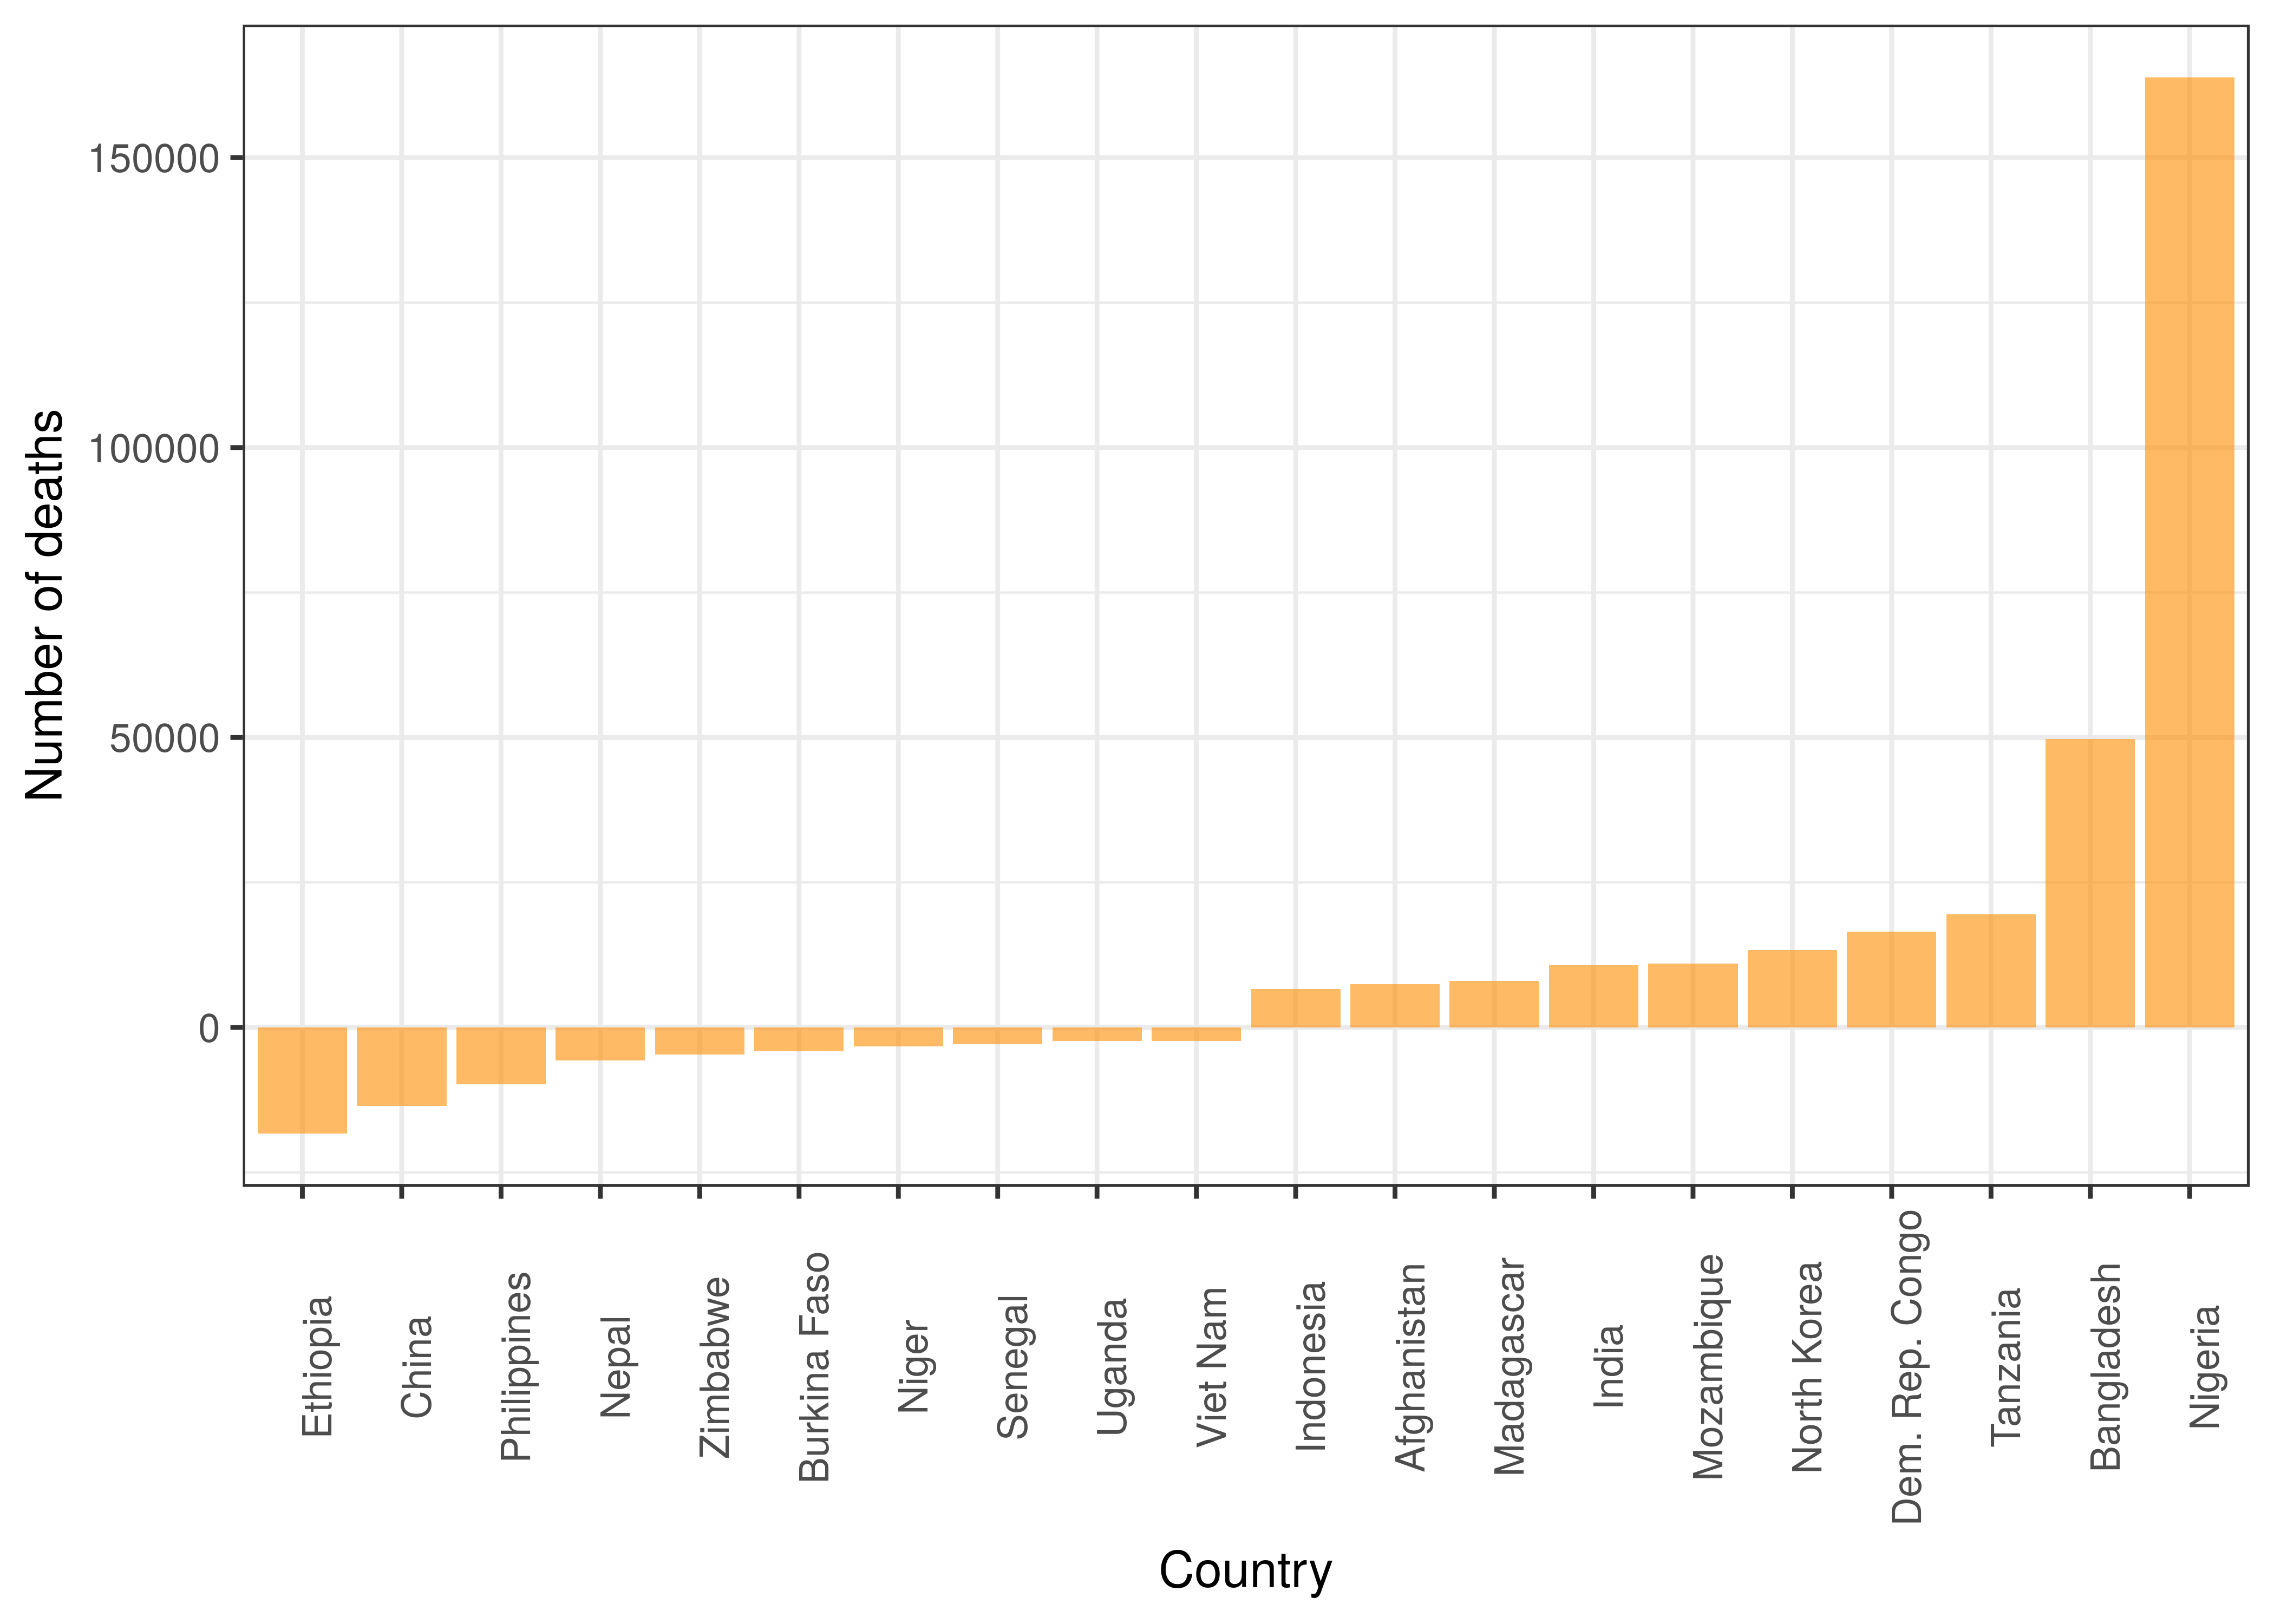 Number of deaths
150000
100000
50000
0
Ethiopia
China
Philippines
Nepal
Zimbabwe
Burkina Faso
Niger
Senegal
Uganda
Viet Nam
Indonesia
Afghanistan
Madagascar
India
Mozambique
North Korea
Dem. Rep. Congo
Tanzania
Bangladesh
Nigeria
Country